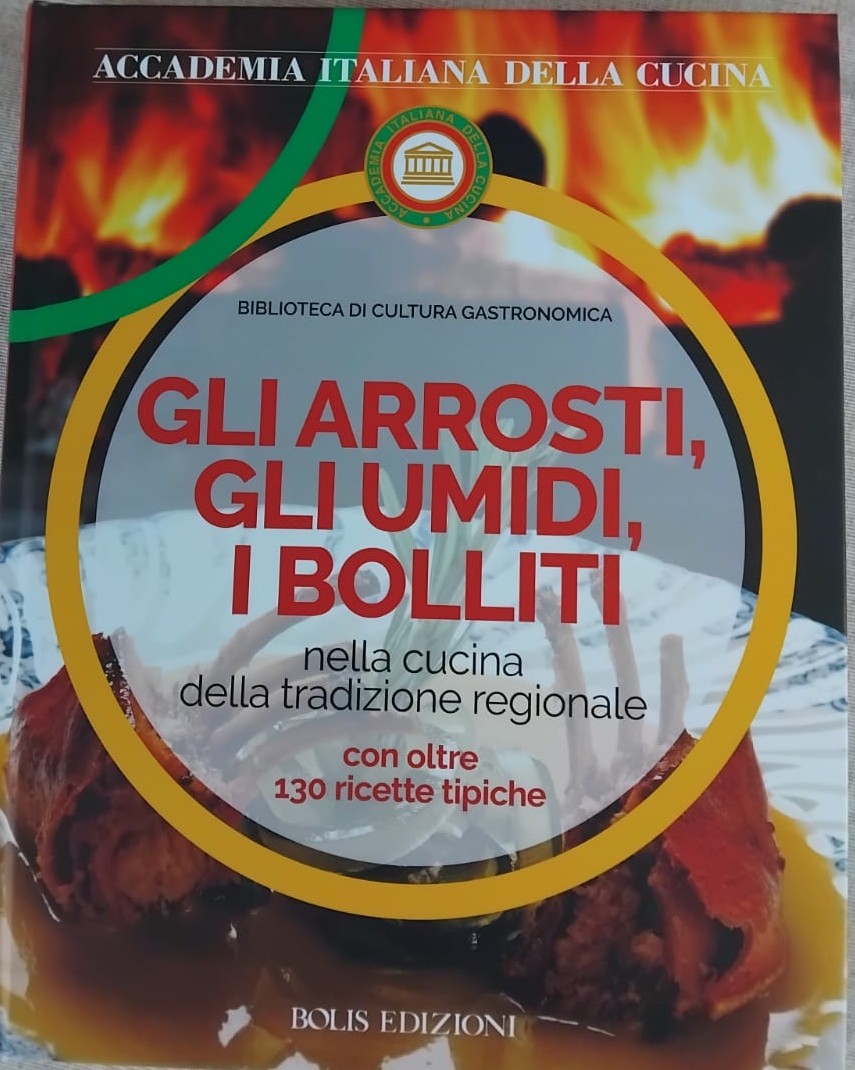 ACCADEMIA ITALIANA DELLA CUCINA
ACCADEMIA ITALIANA DELLA CUCINA
BIBLIOTECA DI CULTURA GASTRONOMICA
GLI ARROSTI,
GLI UMIDI,
I BOLLITI
nella cucina
della tradizione regionale
con oltre
130 ricette tipiche
BOLIS EDIZIONI